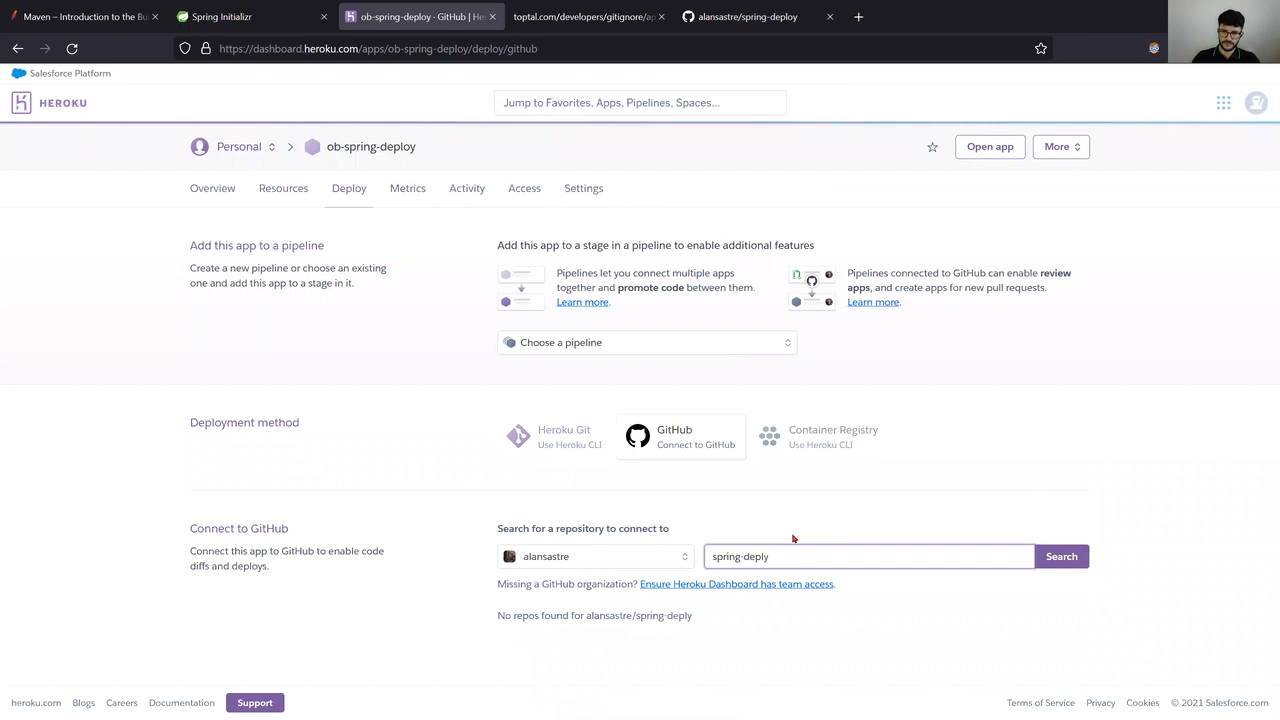 Maven – Introduction to the Bu
Spring Initializr
ob-spring-deploy · GitHub | He
toptal.com/developers/gitignore/ap
alansastre/spring-deploy
https://dashboard.heroku.com/apps/ob-spring-deploy/deploy/github
Salesforce Platform
HEROKU
Jump to Favorites, Apps, Pipelines, Spaces...
Personal
ob-spring-deploy
Open app
More
Overview
Resources
Deploy
Metrics
Activity
Access
Settings
Add this app to a pipeline
Create a new pipeline or choose an existing
one and add this app to a stage in it.
Add this app to a stage in a pipeline to enable additional features
Pipelines let you connect multiple apps
together and promote code between them.
Learn more.
Pipelines connected to GitHub can enable review
apps, and create apps for new pull requests.
Learn more.
Choose a pipeline
Deployment method
Heroku Git
Use Heroku CLI
GitHub
Connect to GitHub
Container Registry
Use Heroku CLI
Connect to GitHub
Connect this app to GitHub to enable code
diffs and deploys.
Search for a repository to connect to
alansastre
spring-deply
Search
Missing a GitHub organization? Ensure Heroku Dashboard has team access.
No repos found for alansastre/spring-deply
heroku.com
Blogs
Careers
Documentation
Support
Terms of Service
Privacy
Cookies
© 2021 Salesforce.com